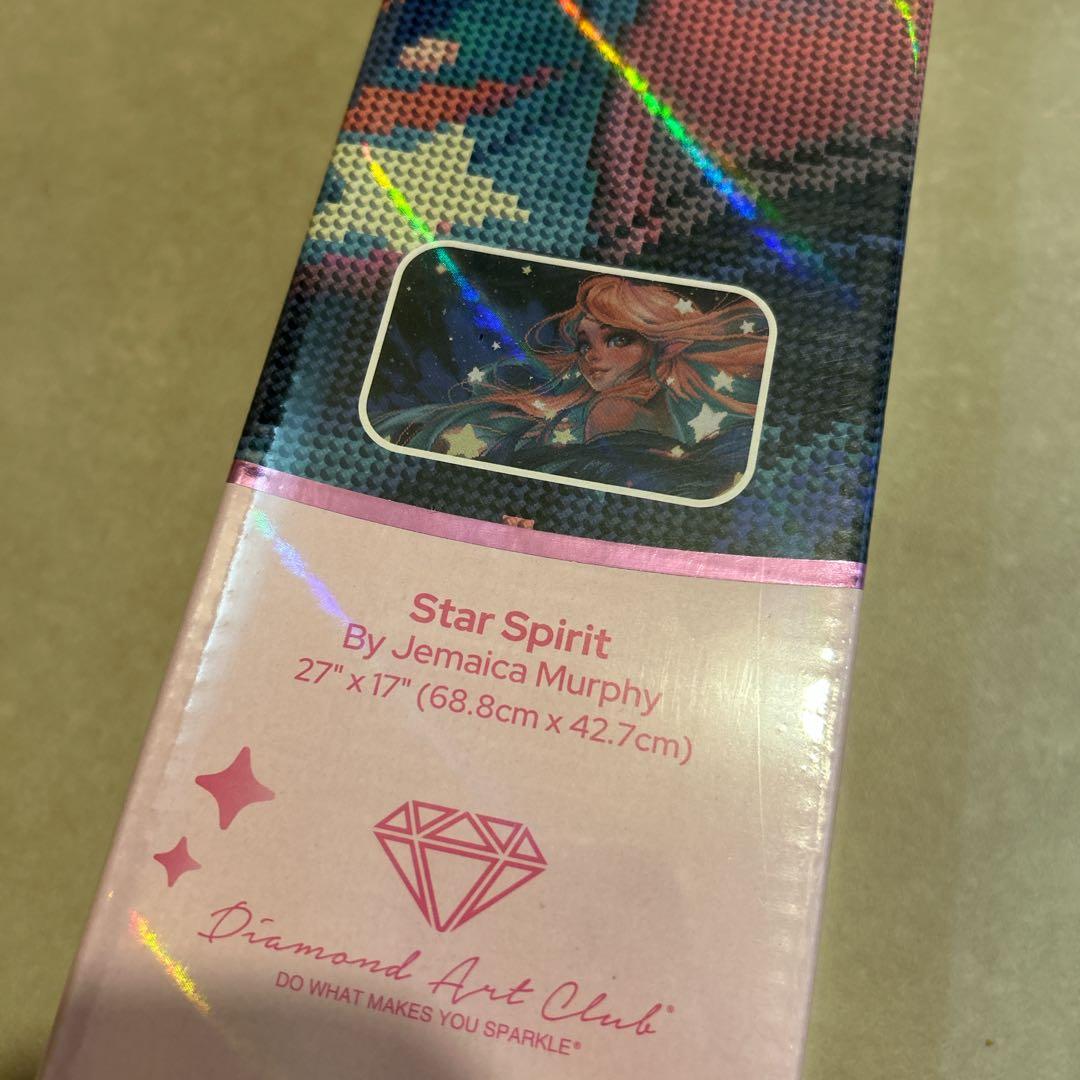 Star Spirit
By Jemaica Murphy
27" x 17" (68.8cm x 42.7cm)
Diamond Art Club®
DO WHAT MAKES YOU SPARKLE®